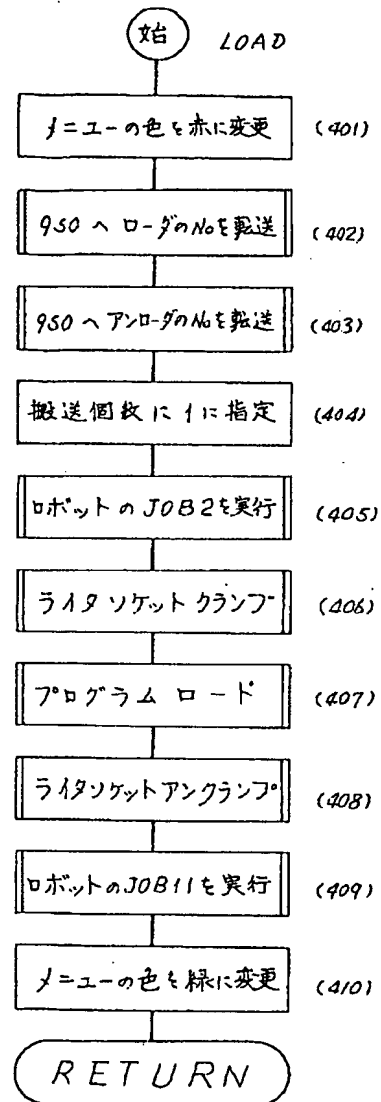 始 LOAD
メニューの色を赤に変更 (401)
950へローダのNoを転送 (402)
950へアンローダのNoを転送 (403)
搬送個数に1に指定 (404)
ロボットのJOB2を実行 (405)
ライタソケットクランプ (406)
プログラムロード (407)
ライタソケットアンクランプ (408)
ロボットのJOB11を実行 (409)
メニューの色を緑に変更 (410)
RETURN